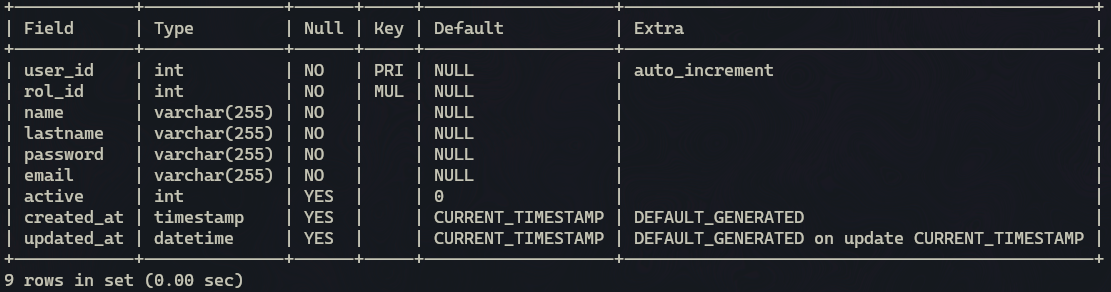 +------------+--------------+------+-----+-------------------+-----------------------------------------------+
| Field      | Type         | Null | Key | Default           | Extra                                         |
+------------+--------------+------+-----+-------------------+-----------------------------------------------+
| user_id    | int          | NO   | PRI | NULL              | auto_increment                                |
| rol_id     | int          | NO   | MUL | NULL              |                                               |
| name       | varchar(255) | NO   |     | NULL              |                                               |
| lastname   | varchar(255) | NO   |     | NULL              |                                               |
| password   | varchar(255) | NO   |     | NULL              |                                               |
| email      | varchar(255) | NO   |     | NULL              |                                               |
| active     | int          | YES  |     | 0                 |                                               |
| created_at | timestamp    | YES  |     | CURRENT_TIMESTAMP | DEFAULT_GENERATED                             |
| updated_at | datetime     | YES  |     | CURRENT_TIMESTAMP | DEFAULT_GENERATED on update CURRENT_TIMESTAMP |
+------------+--------------+------+-----+-------------------+-----------------------------------------------+
9 rows in set (0.00 sec)